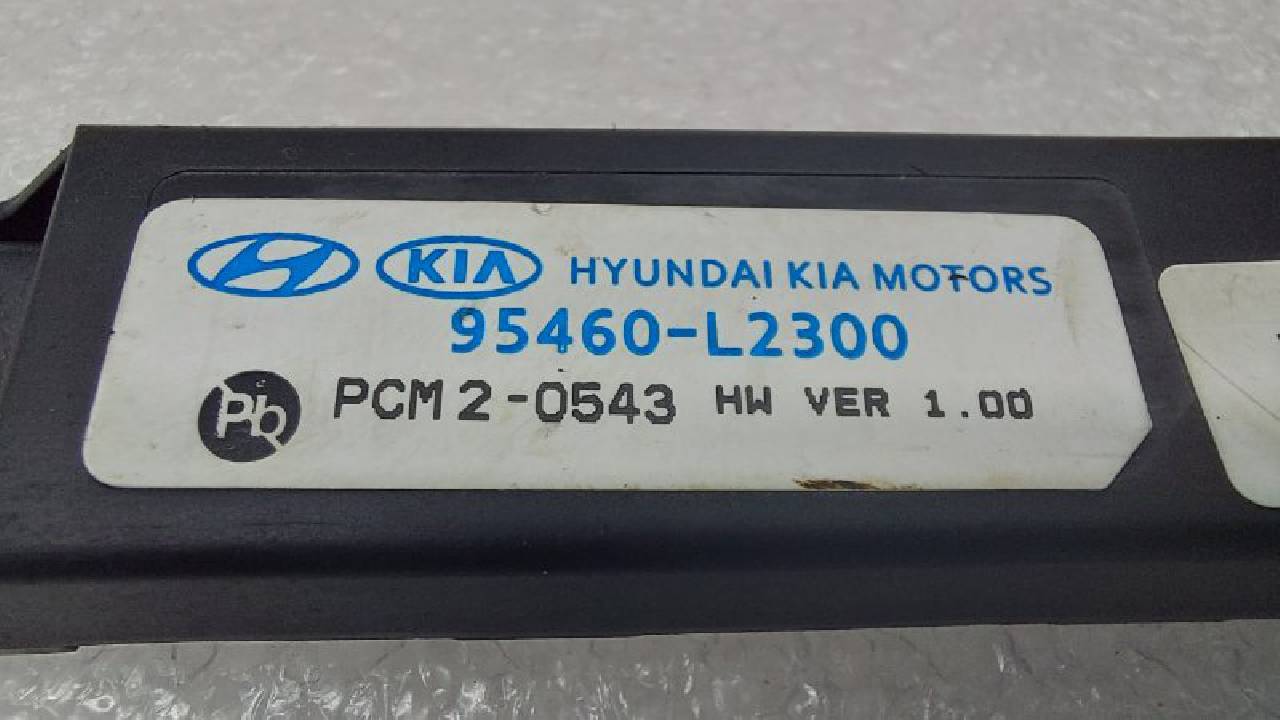 KIA HYUNDAI KIA MOTORS
95460-L2300
Pb PCM2-0543 HW VER 1.00